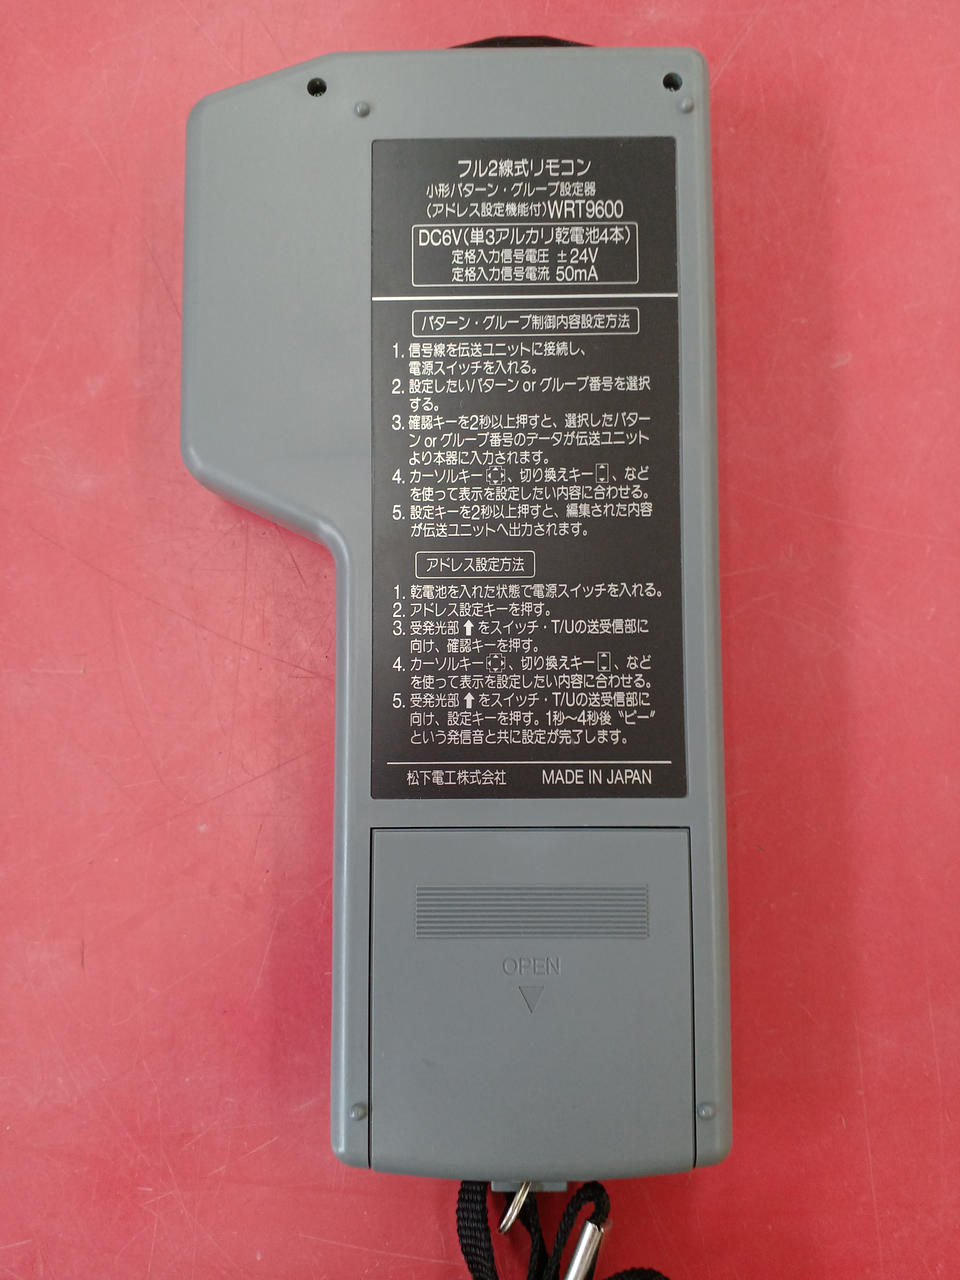 フル2線式リモコン
小形パターン・グループ設定器
(アドレス設定機能付)WRT9600
DC6V(単3アルカリ乾電池4本)
定格入力信号電圧 ±24V
定格入力信号電流 50mA
パターン・グループ制御内容設定方法
1. 信号線を伝送ユニットに接続し、
電源スイッチを入れる。
2. 設定したいパターン or グループ番号を選択
する。
3. 確認キーを2秒以上押すと、選択したパター
ン or グループ番号のデータが伝送ユニット
より本器に入力されます。
4. カーソルキー、切り換えキー、など
を使って表示を設定したい内容に合わせる。
5. 設定キーを2秒以上押すと、編集された内容
が伝送ユニットへ出力されます。
アドレス設定方法
1. 乾電池を入れた状態で電源スイッチを入れる。
2. アドレス設定キーを押す。
3. 受発光部⬆をスイッチ・T/Uの送受信部に
向け、確認キーを押す。
4. カーソルキー、切り換えキー、など
を使って表示を設定したい内容に合わせる。
5. 受発光部⬆をスイッチ・T/Uの送受信部に
向け、設定キーを押す。1秒～4秒後〝ピー〟
という発信音と共に設定が完了します。
松下電工株式会社 MADE IN JAPAN
OPEN